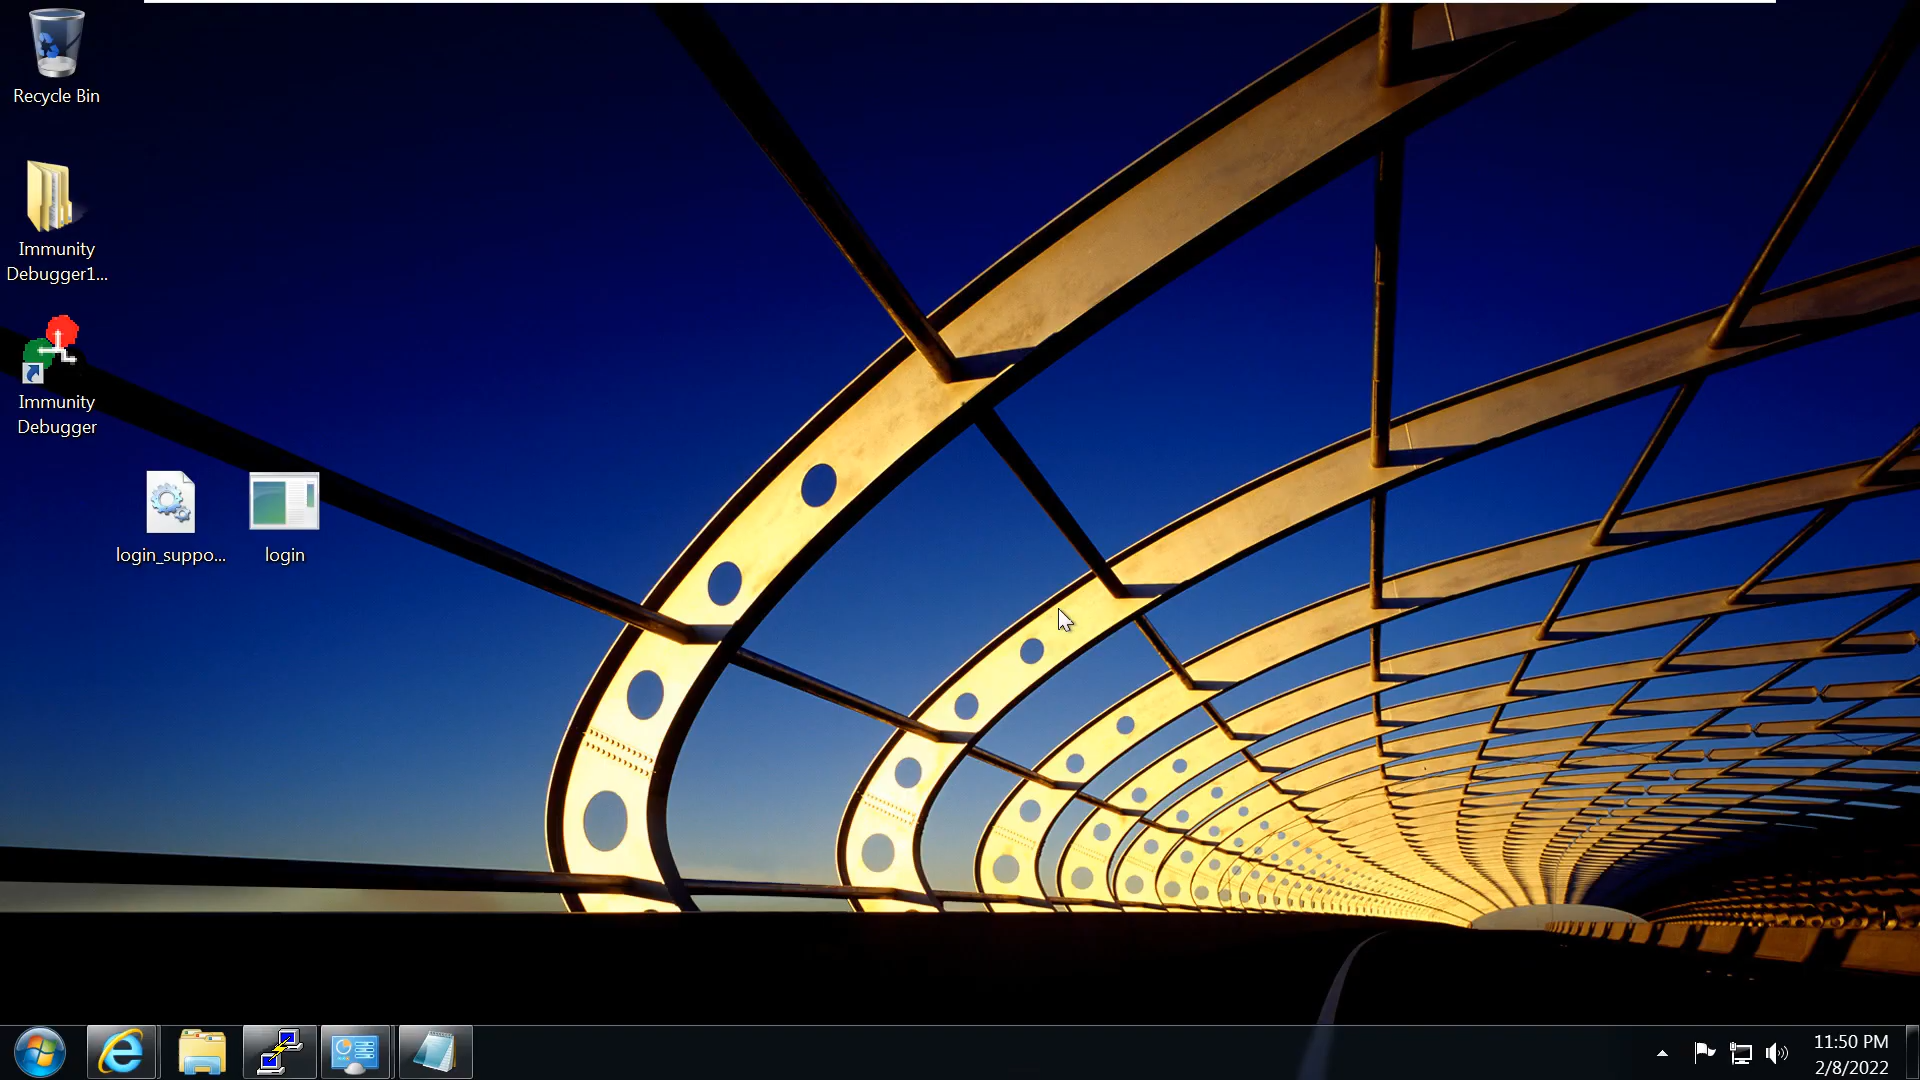 Recycle Bin
Immunity
Debugger1...
Immunity
Debugger
login_suppo...
login
11:50 PM
2/8/2022